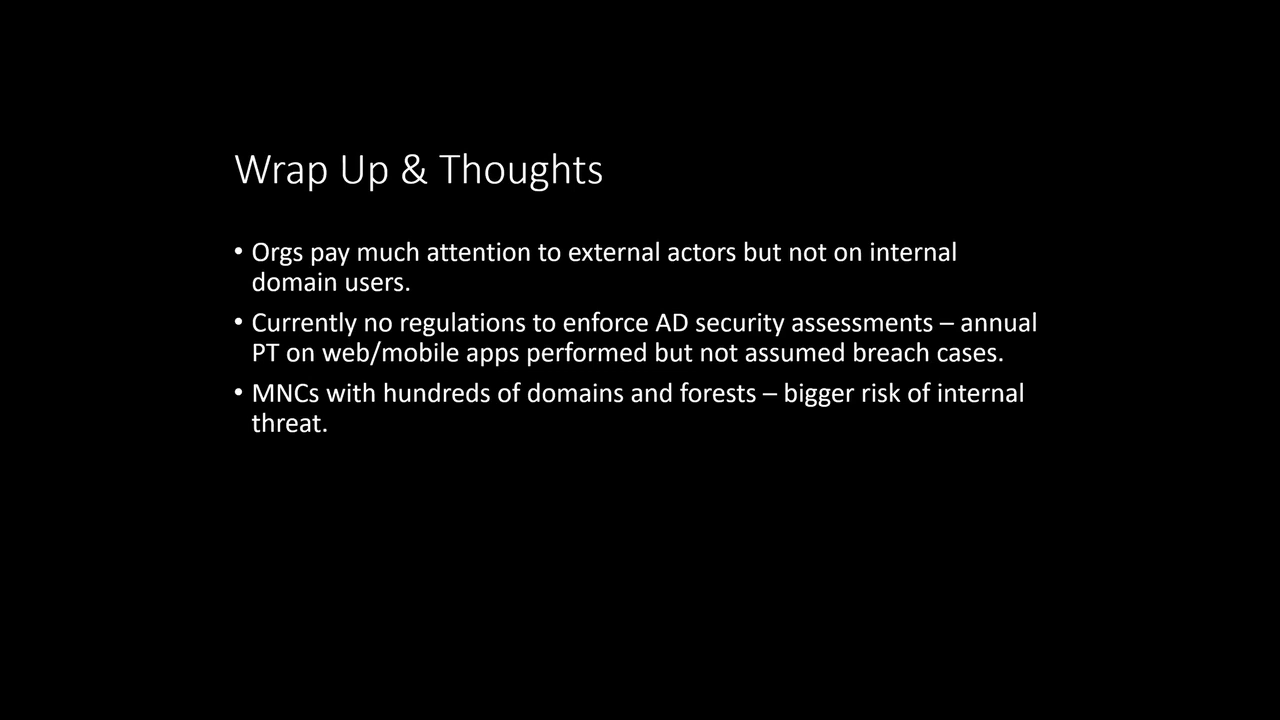 Wrap Up & Thoughts
• Orgs pay much attention to external actors but not on internal
domain users.
• Currently no regulations to enforce AD security assessments – annual
PT on web/mobile apps performed but not assumed breach cases.
• MNCs with hundreds of domains and forests – bigger risk of internal
threat.